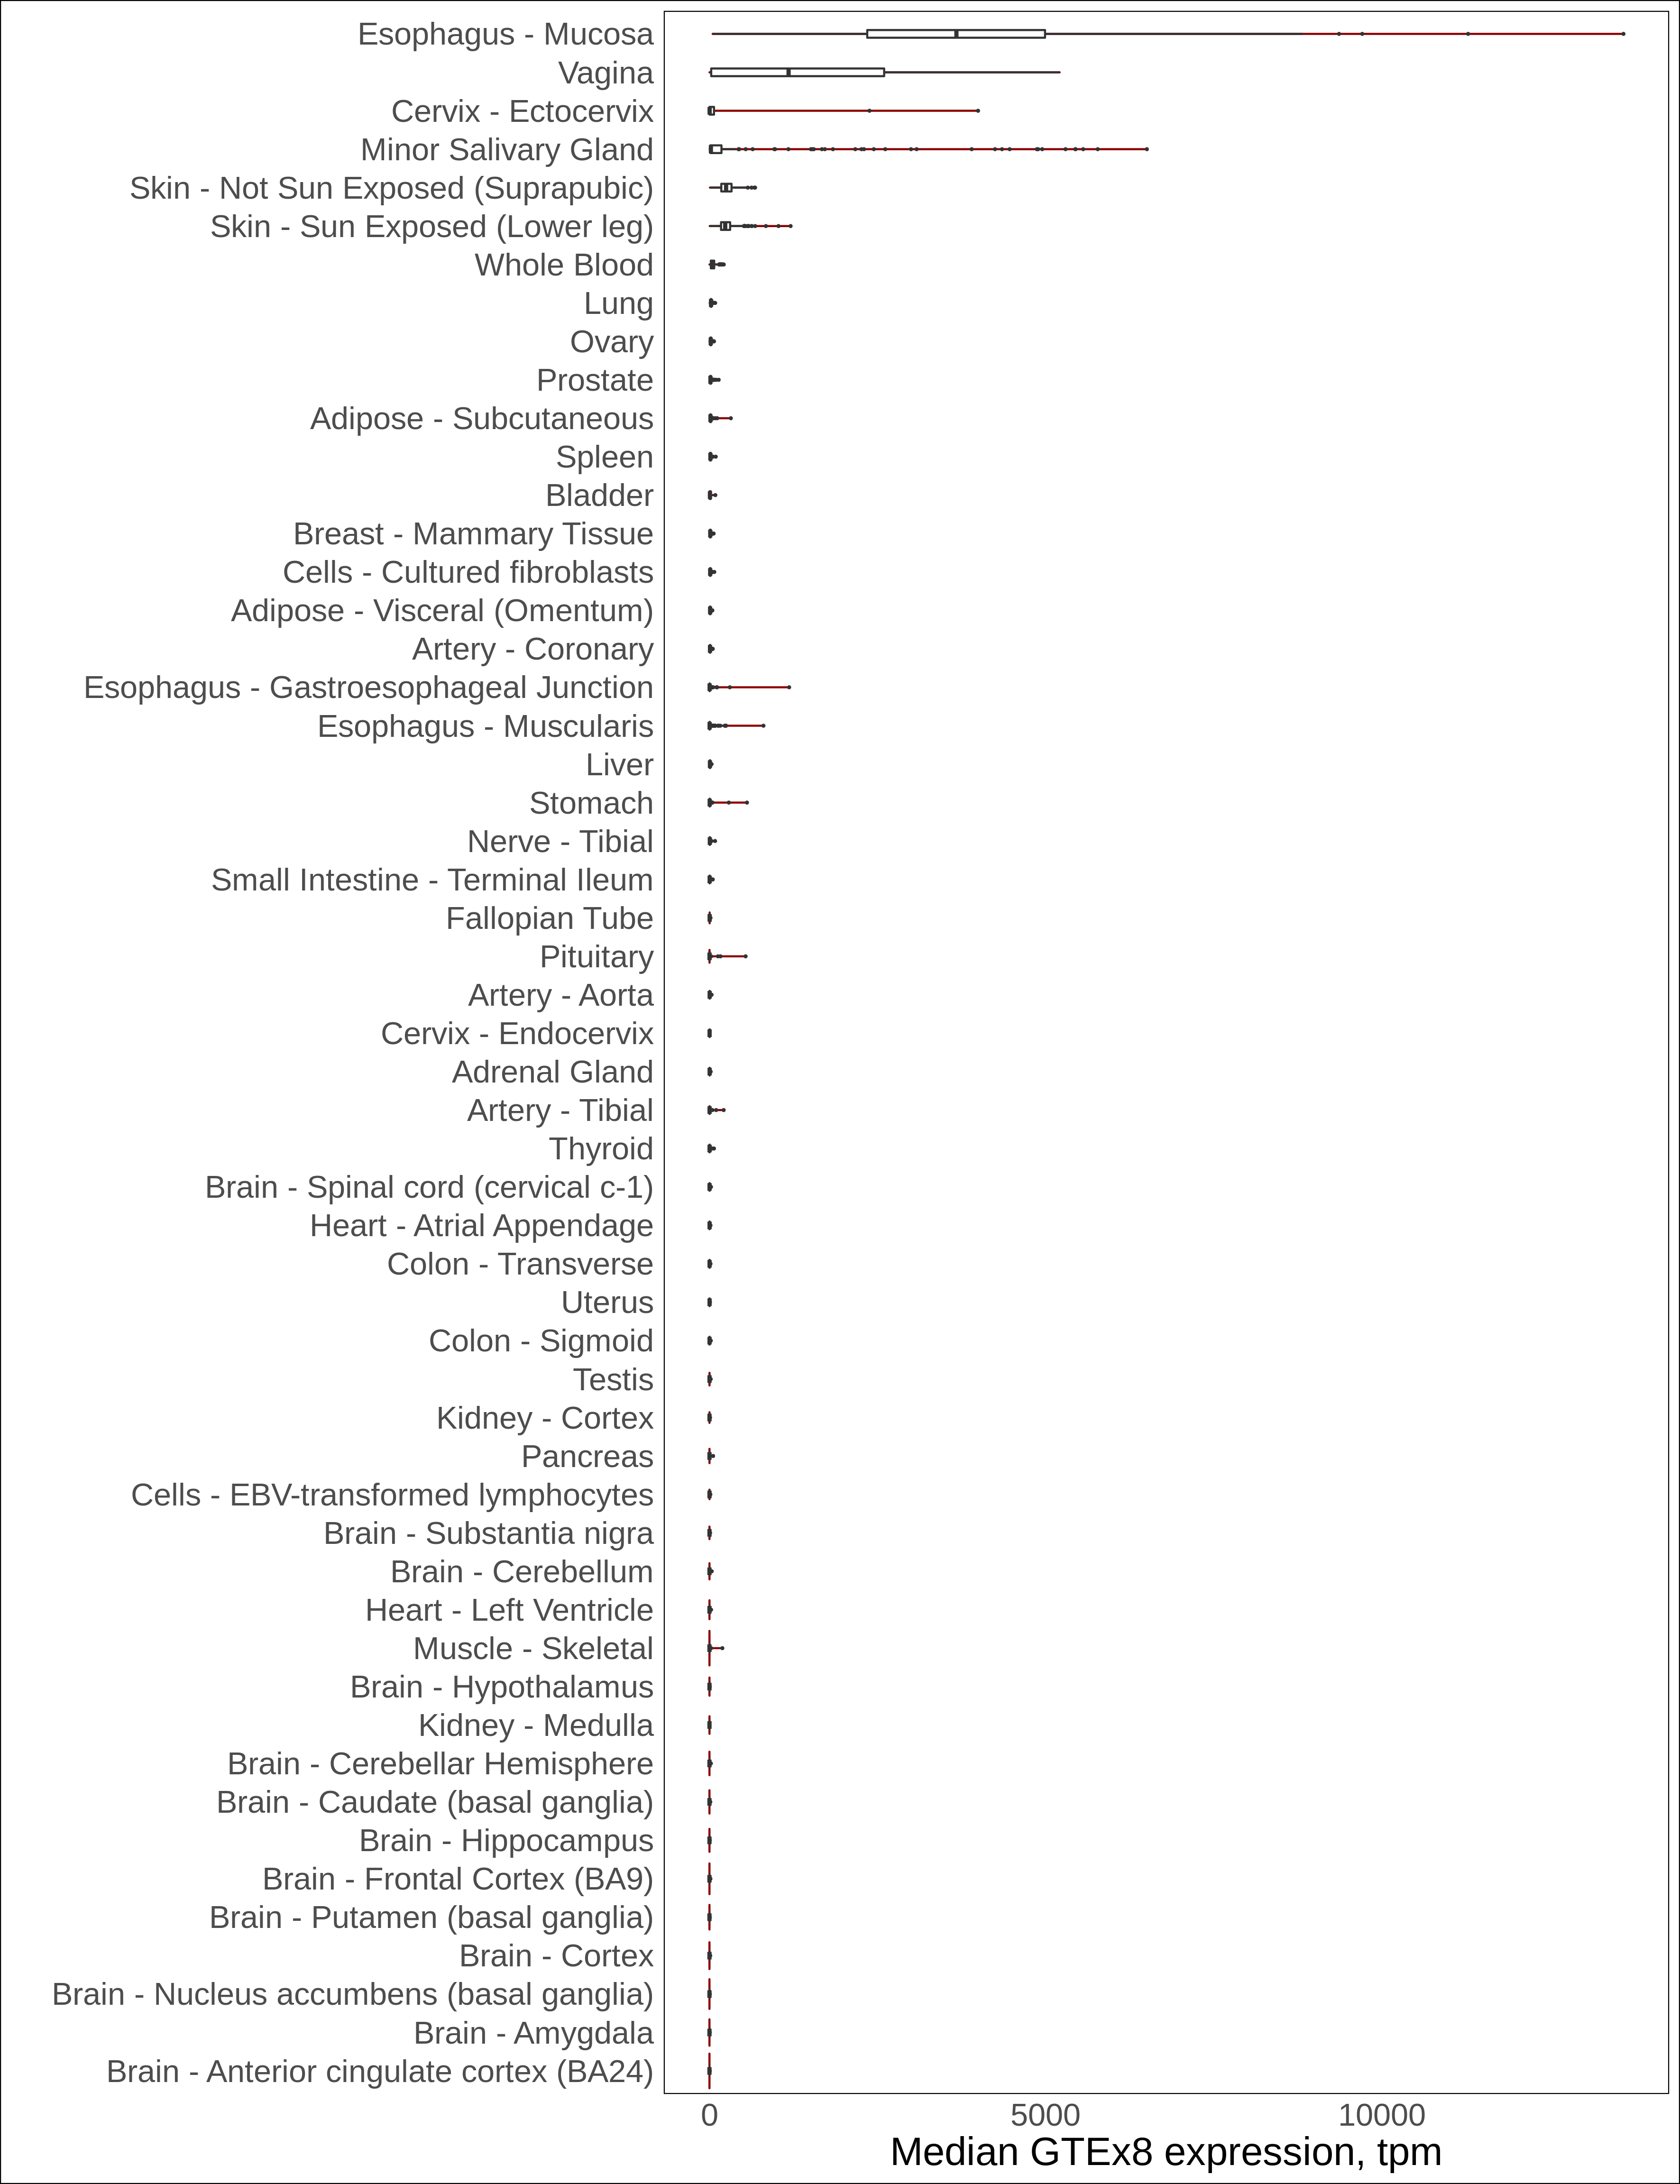 Esophagus - Mucosa
Vagina
Cervix - Ectocervix
Minor Salivary Gland
Skin - Not Sun Exposed (Suprapubic)
Skin - Sun Exposed (Lower leg)
Whole Blood
Lung
Ovary
Prostate
Adipose - Subcutaneous
Spleen
Bladder
Breast - Mammary Tissue
Cells - Cultured fibroblasts
Adipose - Visceral (Omentum)
Artery - Coronary
Esophagus - Gastroesophageal Junction
Esophagus - Muscularis
Liver
Stomach
Nerve - Tibial
Small Intestine - Terminal Ileum
Fallopian Tube
Pituitary
Artery - Aorta
Cervix - Endocervix
Adrenal Gland
Artery - Tibial
Thyroid
Brain - Spinal cord (cervical c-1)
Heart - Atrial Appendage
Colon - Transverse
Uterus
Colon - Sigmoid
Testis
Kidney - Cortex
Pancreas
Cells - EBV-transformed lymphocytes
Brain - Substantia nigra
Brain - Cerebellum
Heart - Left Ventricle
Muscle - Skeletal
Brain - Hypothalamus
Kidney - Medulla
Brain - Cerebellar Hemisphere
Brain - Caudate (basal ganglia)
Brain - Hippocampus
Brain - Frontal Cortex (BA9)
Brain - Putamen (basal ganglia)
Brain - Cortex
Brain - Nucleus accumbens (basal ganglia)
Brain - Amygdala
Brain - Anterior cingulate cortex (BA24)
0 5000 10000
Median GTEx8 expression, tpm